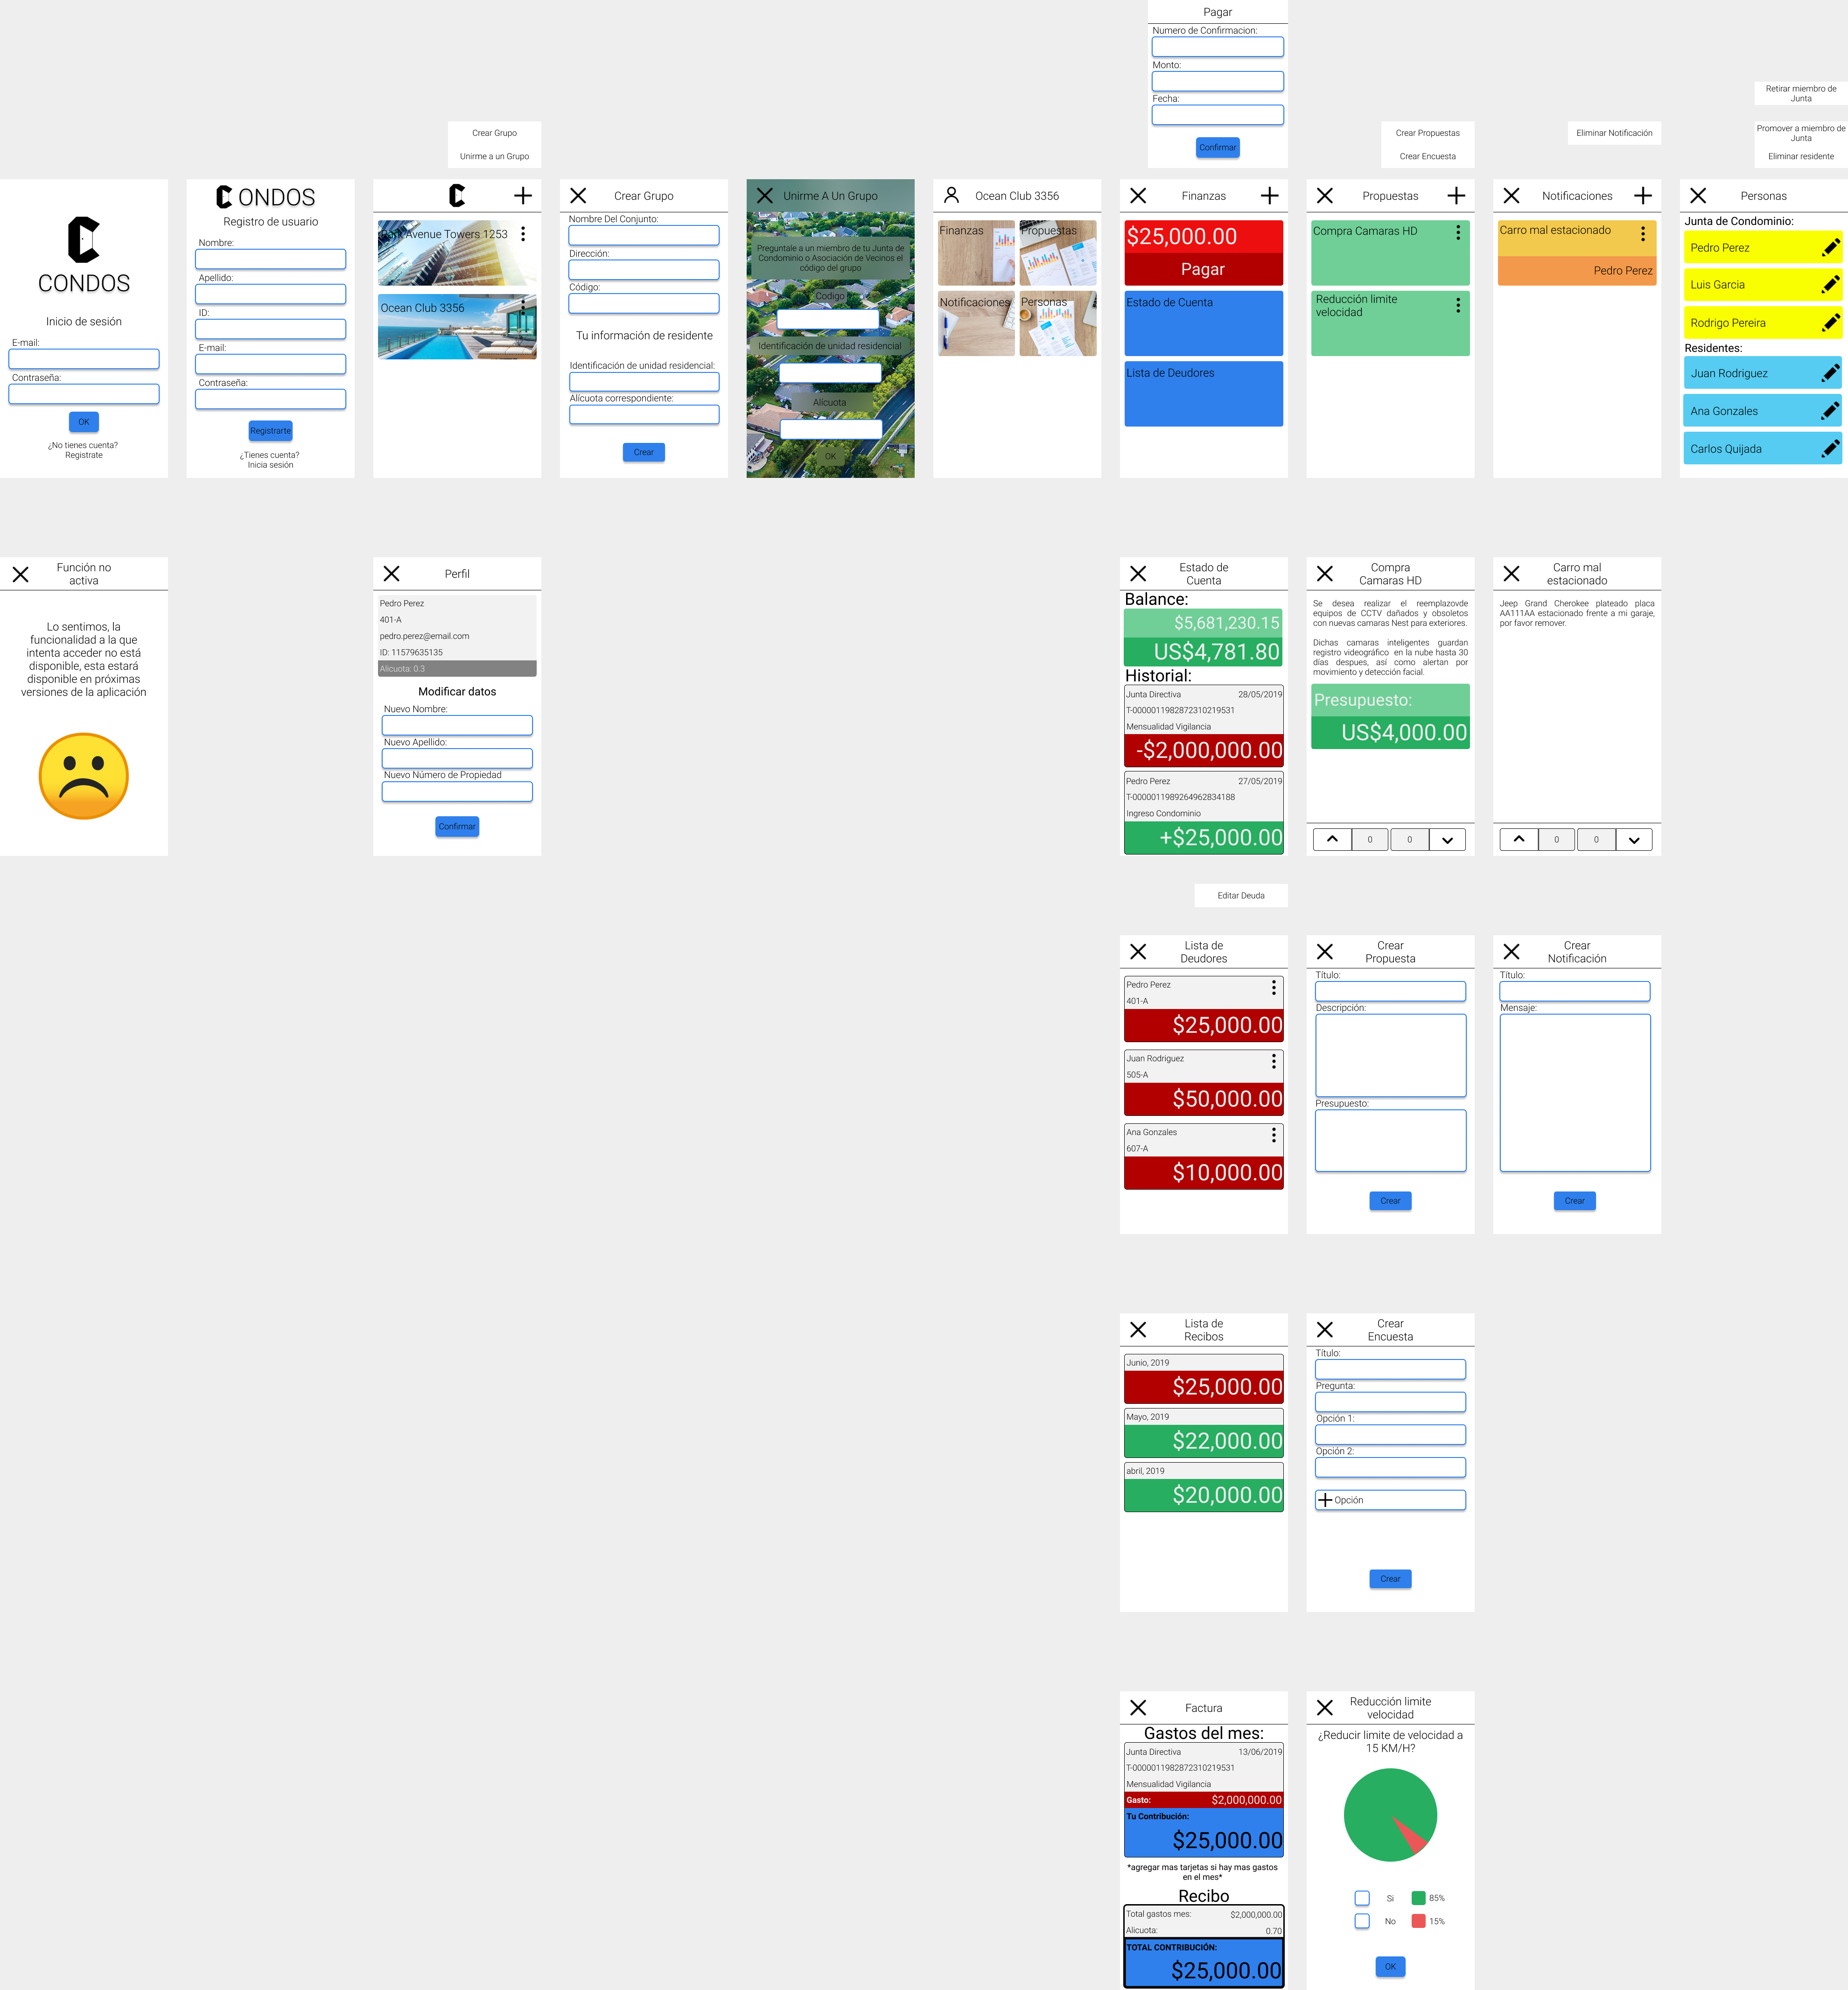 Pagar
Numero de Confirmacion:
Monto:
Fecha:
Confirmar
Retirar miembro de
Junta
Crear Grupo
Unirme a un Grupo
Crear Propuestas
Crear Encuesta
Eliminar Notificación
Promover a miembro de
Junta
Eliminar residente
CONDOS
Inicio de sesión
E-mail:
Contraseña:
OK
¿No tienes cuenta?
Registrate
ONDOS
Registro de usuario
Nombre:
Apellido:
ID:
E-mail:
Contraseña:
Registrarte
¿Tienes cuenta?
Inicia sesión
Park Avenue Towers 1253
Ocean Club 3356
Crear Grupo
Nombre Del Conjunto:
Dirección:
Código:
Tu información de residente
Identificación de unidad residencial:
Alícuota correspondiente:
Crear
Unirme A Un Grupo
Preguntale a un miembro de tu Junta de
Condominio o Asociación de Vecinos el
código del grupo
Codigo
Identificación de unidad residencial
Alicuota
OK
Ocean Club 3356
Finanzas
Propuestas
Notificaciones
Personas
Finanzas
$25,000.00
Pagar
Estado de Cuenta
Lista de Deudores
Propuestas
Compra Camaras HD
Reducción limite
velocidad
Notificaciones
Carro mal estacionado
Pedro Perez
Personas
Junta de Condominio:
Pedro Perez
Luis Garcia
Rodrigo Pereira
Residentes:
Juan Rodriguez
Ana Gonzales
Carlos Quijada
Función no
activa
Lo sentimos, la
funcionalidad a la que
intenta acceder no está
disponible, esta estará
disponible en próximas
versiones de la aplicación
Perfil
Pedro Perez
401-A
pedro.perez@email.com
ID: 11579635135
Alicuota: 0.3
Modificar datos
Nuevo Nombre:
Nuevo Apellido:
Nuevo Número de Propiedad
Confirmar
Estado de
Cuenta
Balance:
$5,681,230.15
US$4,781.80
Historial:
Junta Directiva 28/05/2019
T-0000011982872310219531
Mensualidad Vigilancia
-$2,000,000.00
Pedro Perez 27/05/2019
T-0000011989264962834188
Ingreso Condominio
+$25,000.00
Compra
Camaras HD
Se desea realizar el reemplazovde
equipos de CCTV dañados y obsoletos
con nuevas camaras Nest para exteriores.
Dichas camaras inteligentes guardan
registro videográfico en la nube hasta 30
días despues, así como alertan por
movimiento y detección facial.
Presupuesto:
US$4,000.00
0 0
Carro mal
estacionado
Jeep Grand Cherokee plateado placa
AA111AA estacionado frente a mi garaje,
por favor remover.
0 0
Editar Deuda
Lista de
Deudores
Pedro Perez
401-A
$25,000.00
Juan Rodriguez
505-A
$50,000.00
Ana Gonzales
607-A
$10,000.00
Crear
Propuesta
Título:
Descripción:
Presupuesto:
Crear
Crear
Notificación
Título:
Mensaje:
Crear
Lista de
Recibos
Junio, 2019
$25,000.00
Mayo, 2019
$22,000.00
abril, 2019
$20,000.00
Crear
Encuesta
Título:
Pregunta:
Opción 1:
Opción 2:
Opción
Crear
Factura
Gastos del mes:
Junta Directiva 13/06/2019
T-0000011982872310219531
Mensualidad Vigilancia
Gasto: $2,000,000.00
Tu Contribución:
$25,000.00
*agregar mas tarjetas si hay mas gastos
en el mes*
Recibo
Total gastos mes: $2,000,000.00
Alicuota: 0.70
TOTAL CONTRIBUCIÓN:
$25,000.00
Reducción limite
velocidad
¿Reducir limite de velocidad a
15 KM/H?
Si 85%
No 15%
OK